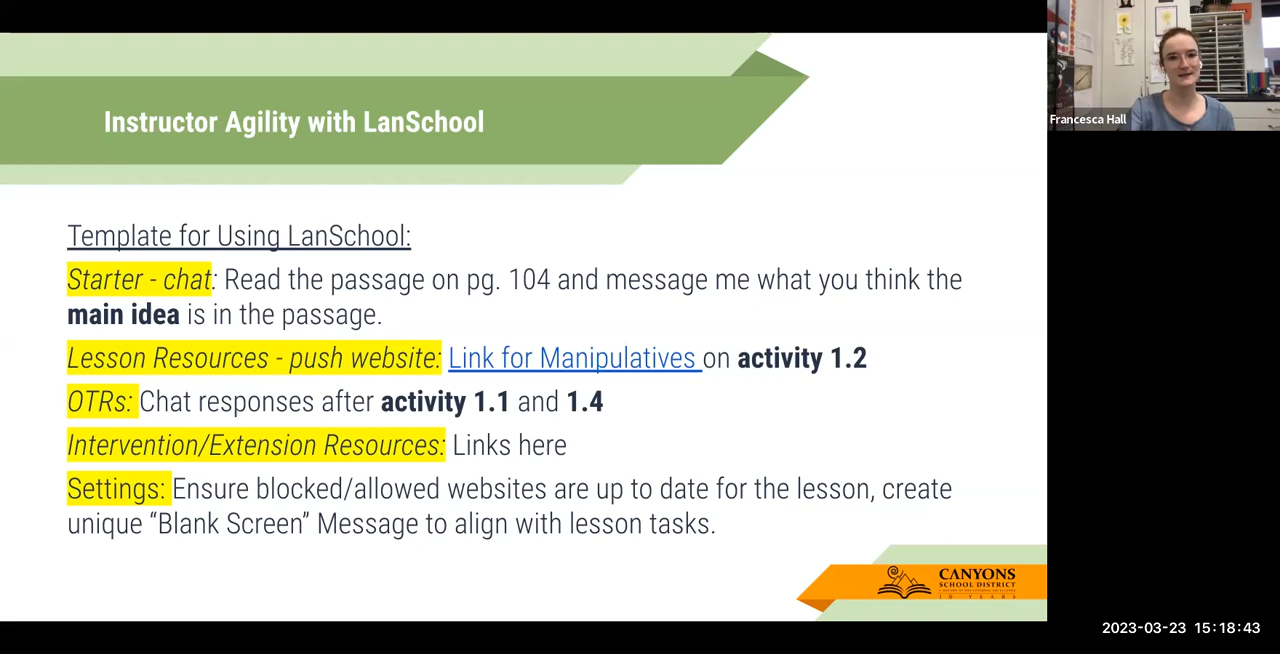 Instructor Agility with LanSchool
Francesca Hall
Template for Using LanSchool:
Starter - chat: Read the passage on pg. 104 and message me what you think the
main idea is in the passage.
Lesson Resources - push website: Link for Manipulatives on activity 1.2
OTRs: Chat responses after activity 1.1 and 1.4
Intervention/Extension Resources: Links here
Settings: Ensure blocked/allowed websites are up to date for the lesson, create
unique “Blank Screen” Message to align with lesson tasks.
CANYONS
SCHOOL DISTRICT
10 YEARS
2023-03-23 15:18:43